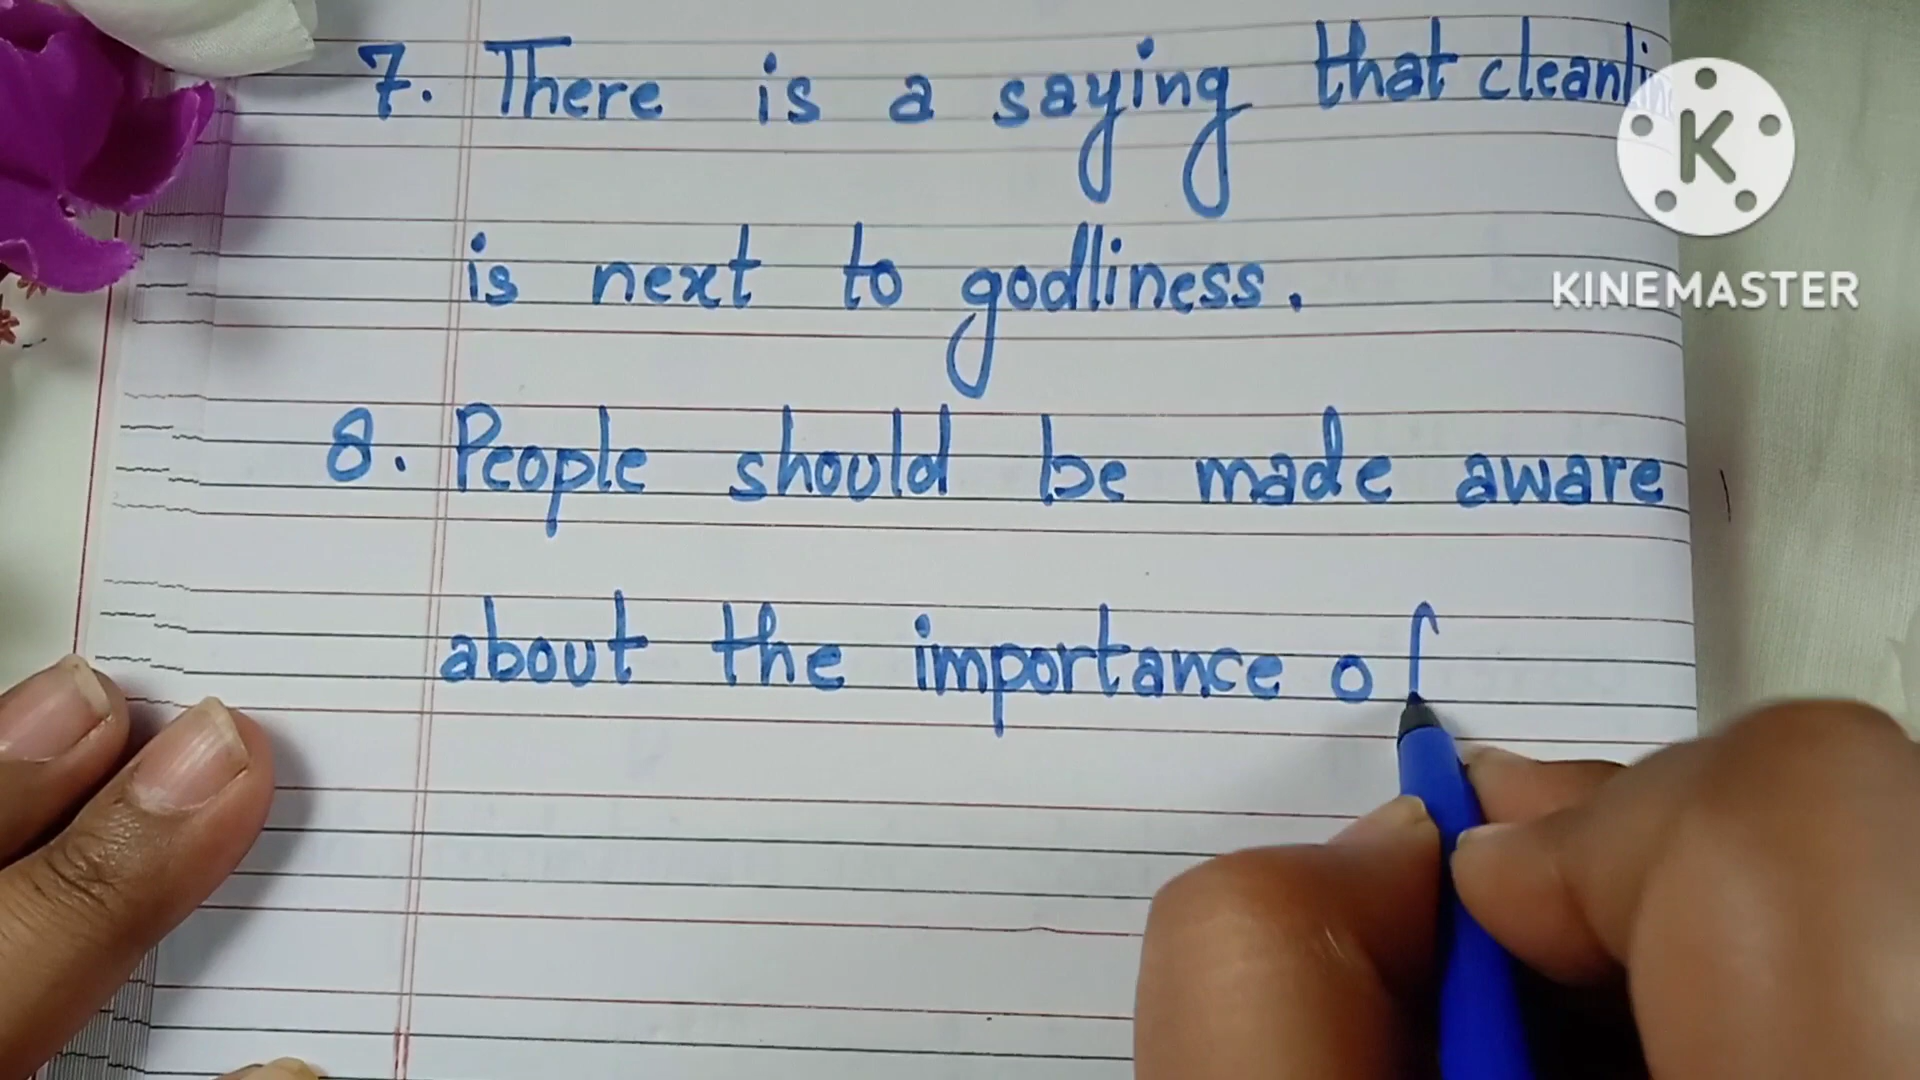 7. There is a saying that cleanlin
is next to godliness.
8. People should be made aware
about the importance of
K
KINEMASTER